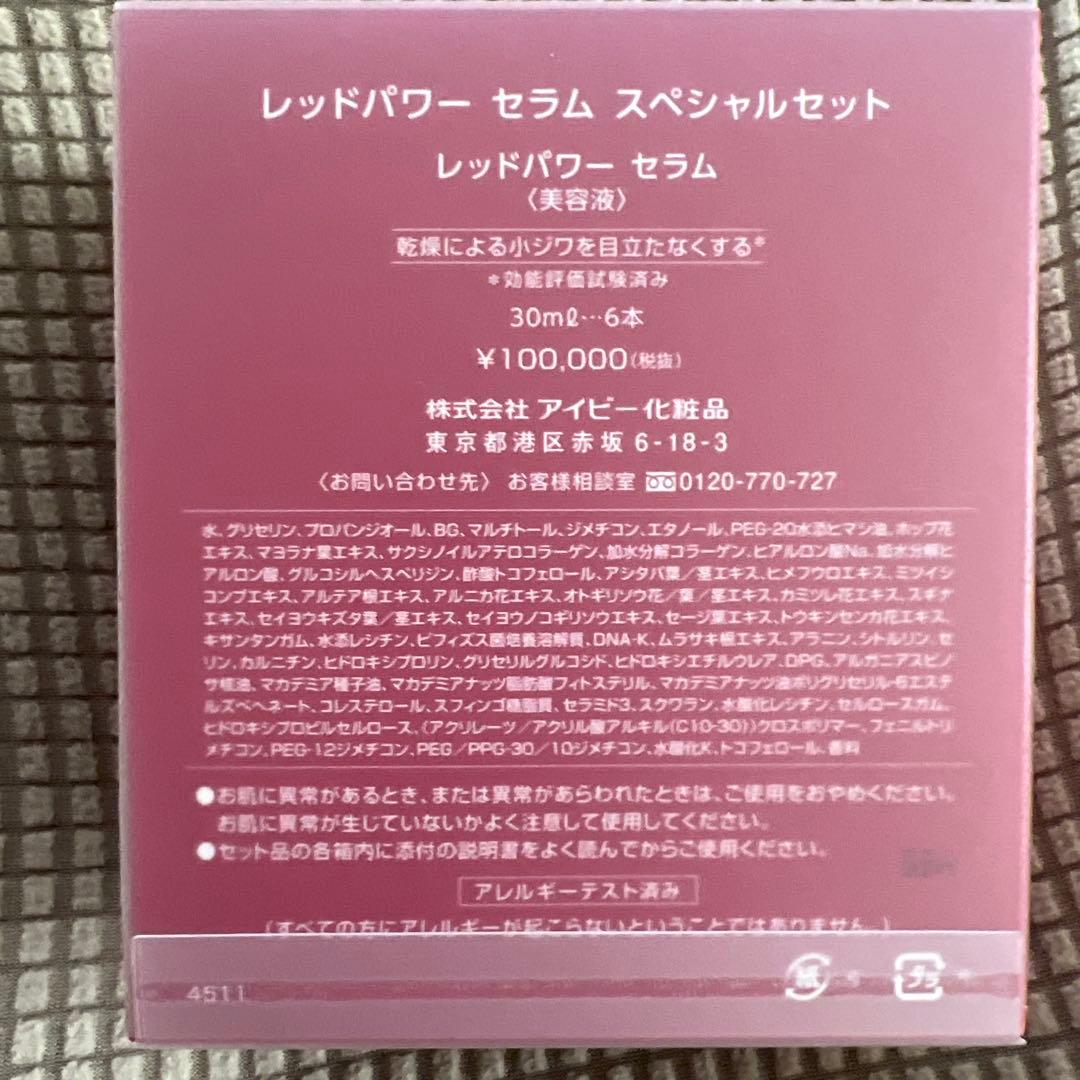 レッドパワー セラム スペシャルセット
レッドパワー セラム
〈美容液〉
乾燥による小ジワを目立たなくする*
*効能評価試験済み
30mℓ…6本
¥100,000(税抜)
株式会社 アイビー化粧品
東京都港区赤坂 6-18-3
〈お問い合わせ先〉 お客様相談室 0120-770-727
水、グリセリン、プロパンジオール、BG、マルチトール、ジメチコン、エタノール、PEG-20水添ヒマシ油、ホップ花
エキス、マヨラナ葉エキス、サクシノイルアテロコラーゲン、加水分解コラーゲン、ヒアルロン酸Na、加水分解ヒ
アルロン酸、グルコシルヘスペリジン、酢酸トコフェロール、アシタバ葉/茎エキス、ヒメフウロエキス、ミツイシ
コンブエキス、アルテア根エキス、アルニカ花エキス、オトギリソウ花/葉/茎エキス、カミツレ花エキス、スギナ
エキス、セイヨウキズタ葉/茎エキス、セイヨウノコギリソウエキス、セージ葉エキス、トウキンセンカ花エキス、
キサンタンガム、水添レシチン、ビフィズス菌培養溶解質、DNA-K、ムラサキ根エキス、アラニン、シトルリン、セ
リン、カルニチン、ヒドロキシプロリン、グリセリルグルコシド、ヒドロキシエチルウレア、DPG、アルガニアスピノ
サ核油、マカデミア種子油、マカデミアナッツ脂肪酸フィトステリル、マカデミアナッツ油ポリグリセリル-6エステ
ルズベヘネート、コレステロール、スフィンゴ糖脂質、セラミド3、スクワラン、水酸化レシチン、セルロースガム、
ヒドロキシプロピルセルロース、(アクリレーツ/アクリル酸アルキル(C10-30))クロスポリマー、フェニルトリ
メチコン、PEG-12ジメチコン、PEG/PPG-30/10ジメチコン、水酸化K、トコフェロール、香料
●お肌に異常があるとき、または異常があらわれたときは、ご使用をおやめください。
お肌に異常が生じていないかよく注意して使用してください。
●セット品の各箱内に添付の説明書をよく読んでからご使用ください。
アレルギーテスト済み
(すべての方にアレルギーが起こらないということではありません。)
4511 紙 プラ